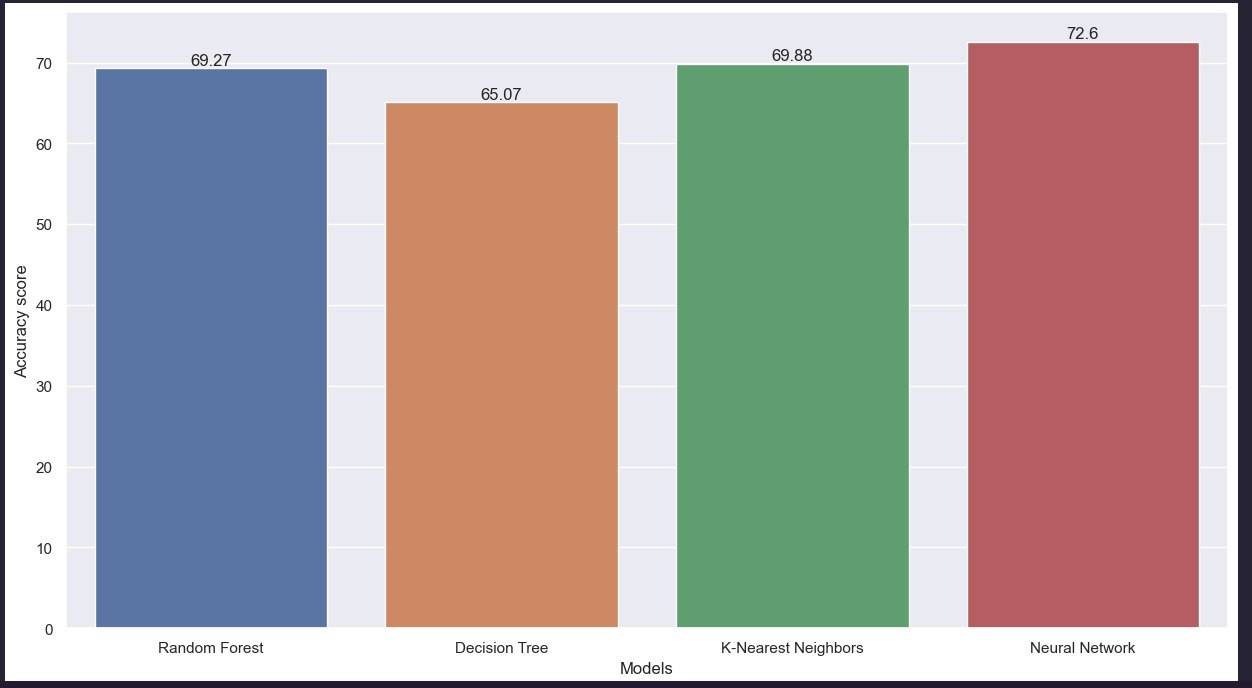 72.6
69.27
69.88
65.07
70
60
50
40
30
20
10
0
Accuracy score
Random Forest
Decision Tree
K-Nearest Neighbors
Neural Network
Models